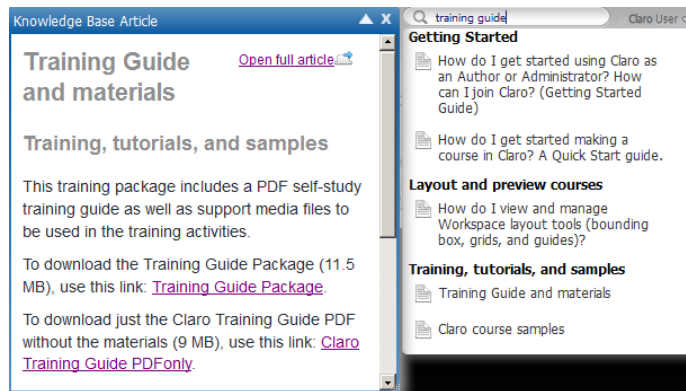 Knowledge Base Article
X
Training Guide
and materials
Open full article
Training, tutorials, and samples
This training package includes a PDF self-study
training guide as well as support media files to
be used in the training activities.
To download the Training Guide Package (11.5
MB), use this link: Training Guide Package.
To download just the Claro Training Guide PDF
without the materials (9 MB), use this link: Claro
Training Guide PDFonly.
training guide
Claro User
Getting Started
How do I get started using Claro as
an Author or Administrator? How
can I join Claro? (Getting Started
Guide)
How do I get started making a
course in Claro? A Quick Start guide.
Layout and preview courses
How do I view and manage
Workspace layout tools (bounding
box, grids, and guides)?
Training, tutorials, and samples
Training Guide and materials
Claro course samples